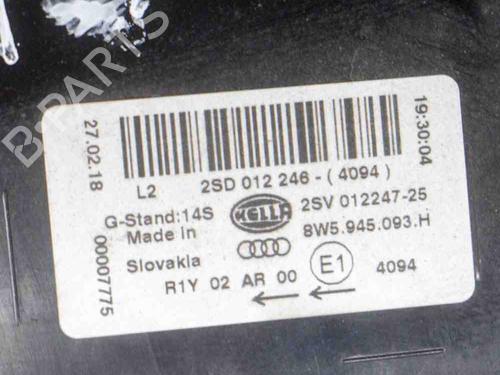 B-PARTS
27.02.18
00007775
19:30:04
L2 2SD 012 246-(4094)
G-Stand:14S HELLA 2SV 012247-25
Made in 8W5.945.093.H
Slovakia E1 4094
R1Y 02 AR 00